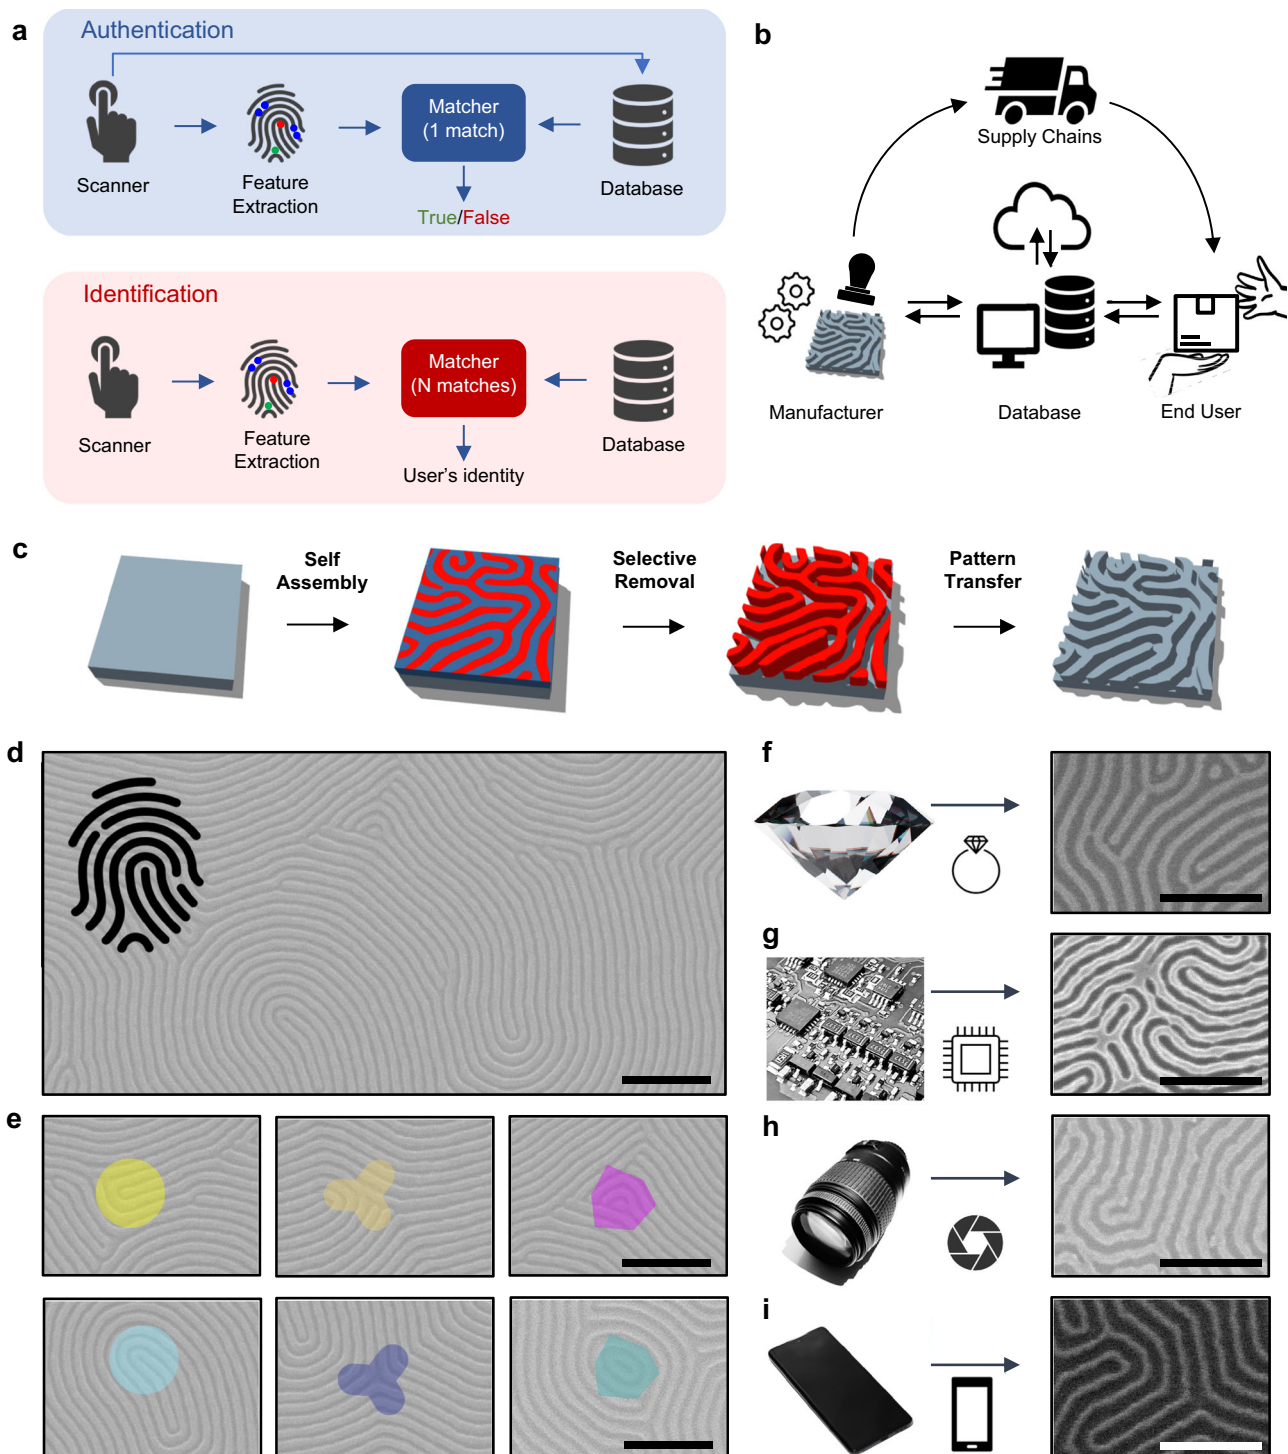 a
Authentication
Scanner
Feature
Extraction
Matcher
(1 match)
True/False
Database
Identification
Scanner
Feature
Extraction
Matcher
(N matches)
User's identity
Database
b
Supply Chains
Manufacturer
Database
End User
c
Self
Assembly
Selective
Removal
Pattern
Transfer
d
e
f
g
h
i